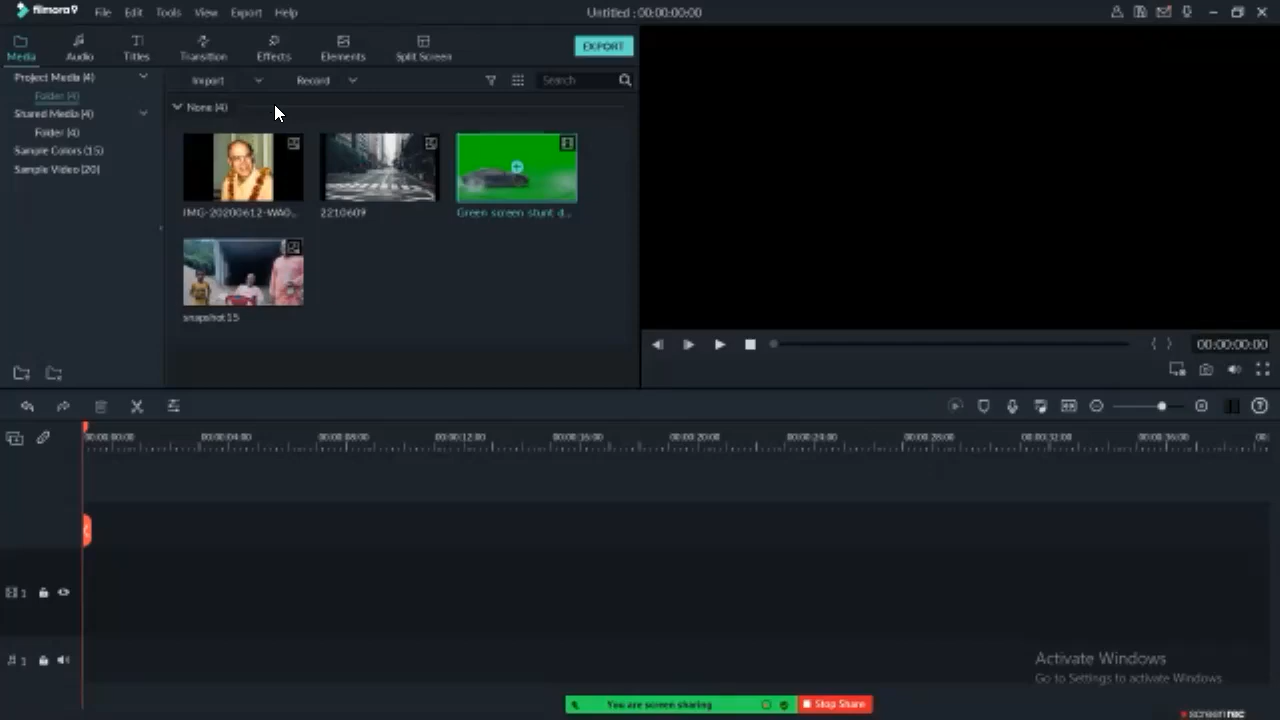 filmora9
File Edit Tools View Export Help
Untitled : 00:00:00:00
Media Audio Titles Transition Effects Elements Split Screen
EXPORT
Project Media (4)
Folder (4)
Shared Media (4)
Folder (4)
Sample Colors (15)
Sample Video (20)
Import Record Search
None (4)
IMG-20200612-WA0...
2210609
Green screen stunt d...
snapshot15
00:00:00:00
00:00:00:00 00:00:04:00 00:00:08:00 00:00:12:00 00:00:16:00 00:00:20:00 00:00:24:00 00:00:28:00 00:00:32:00 00:00:36:00 00:
1
1
Activate Windows
Go to Settings to activate Windows.
You are screen sharing
Stop Share
screenrec